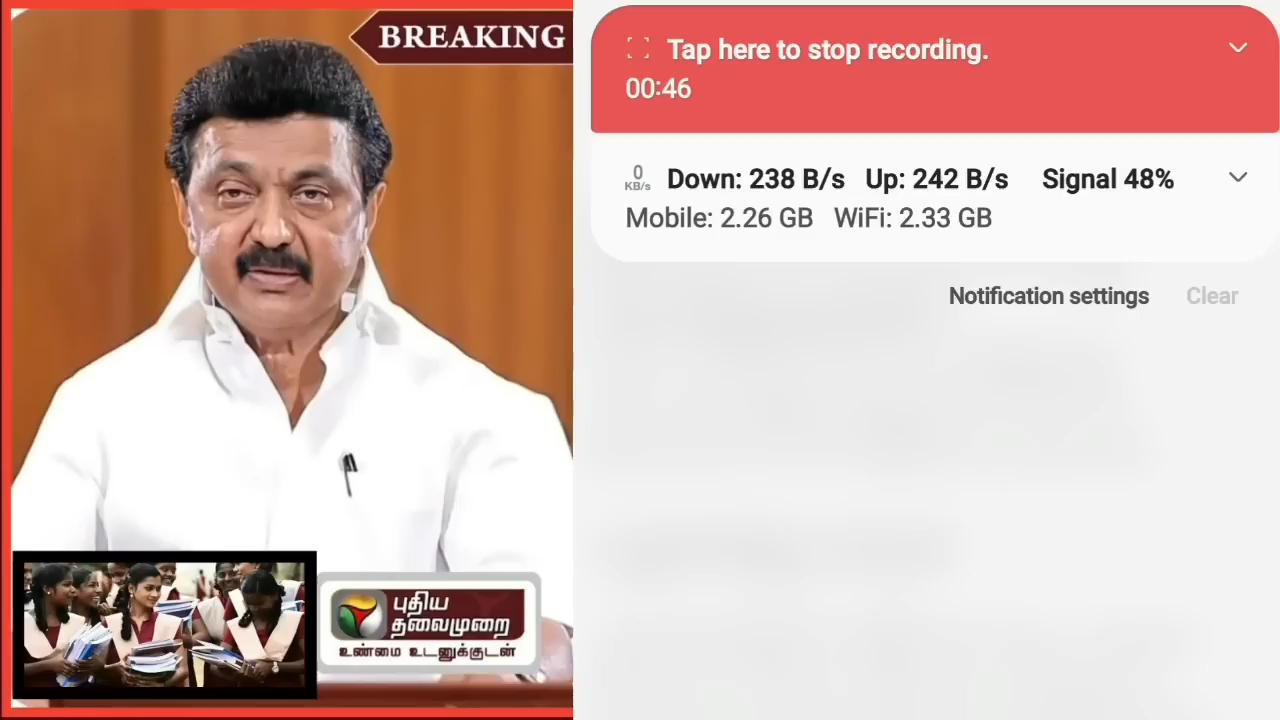 BREAKING
புதிய
தலைமுறை
உண்மை உடனுக்குடன்
Tap here to stop recording.
00:46
0
KB/s
Down: 238 B/s Up: 242 B/s Signal 48%
Mobile: 2.26 GB WiFi: 2.33 GB
Notification settings Clear